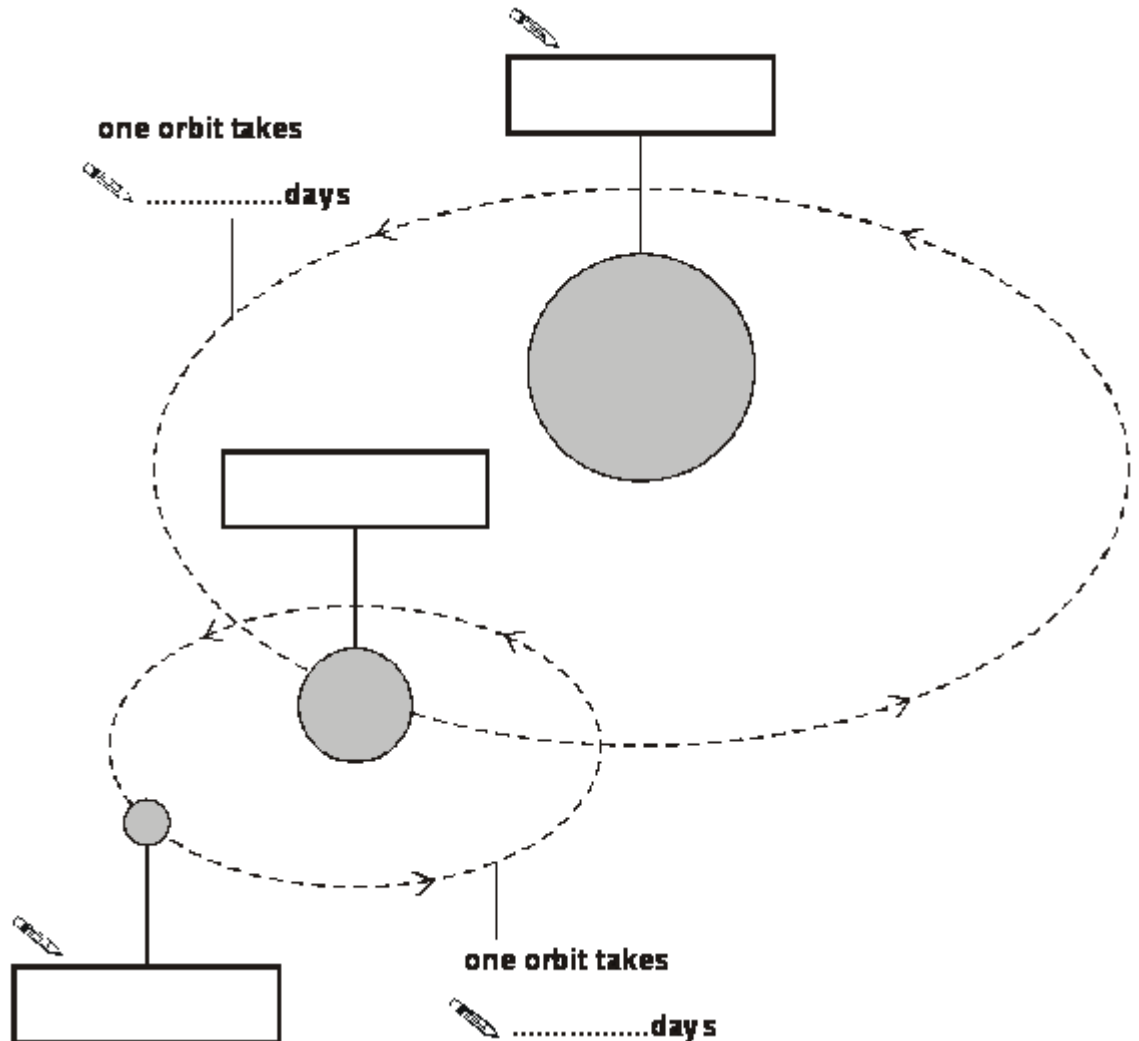 one orbit takes
................days
one orbit takes
................days